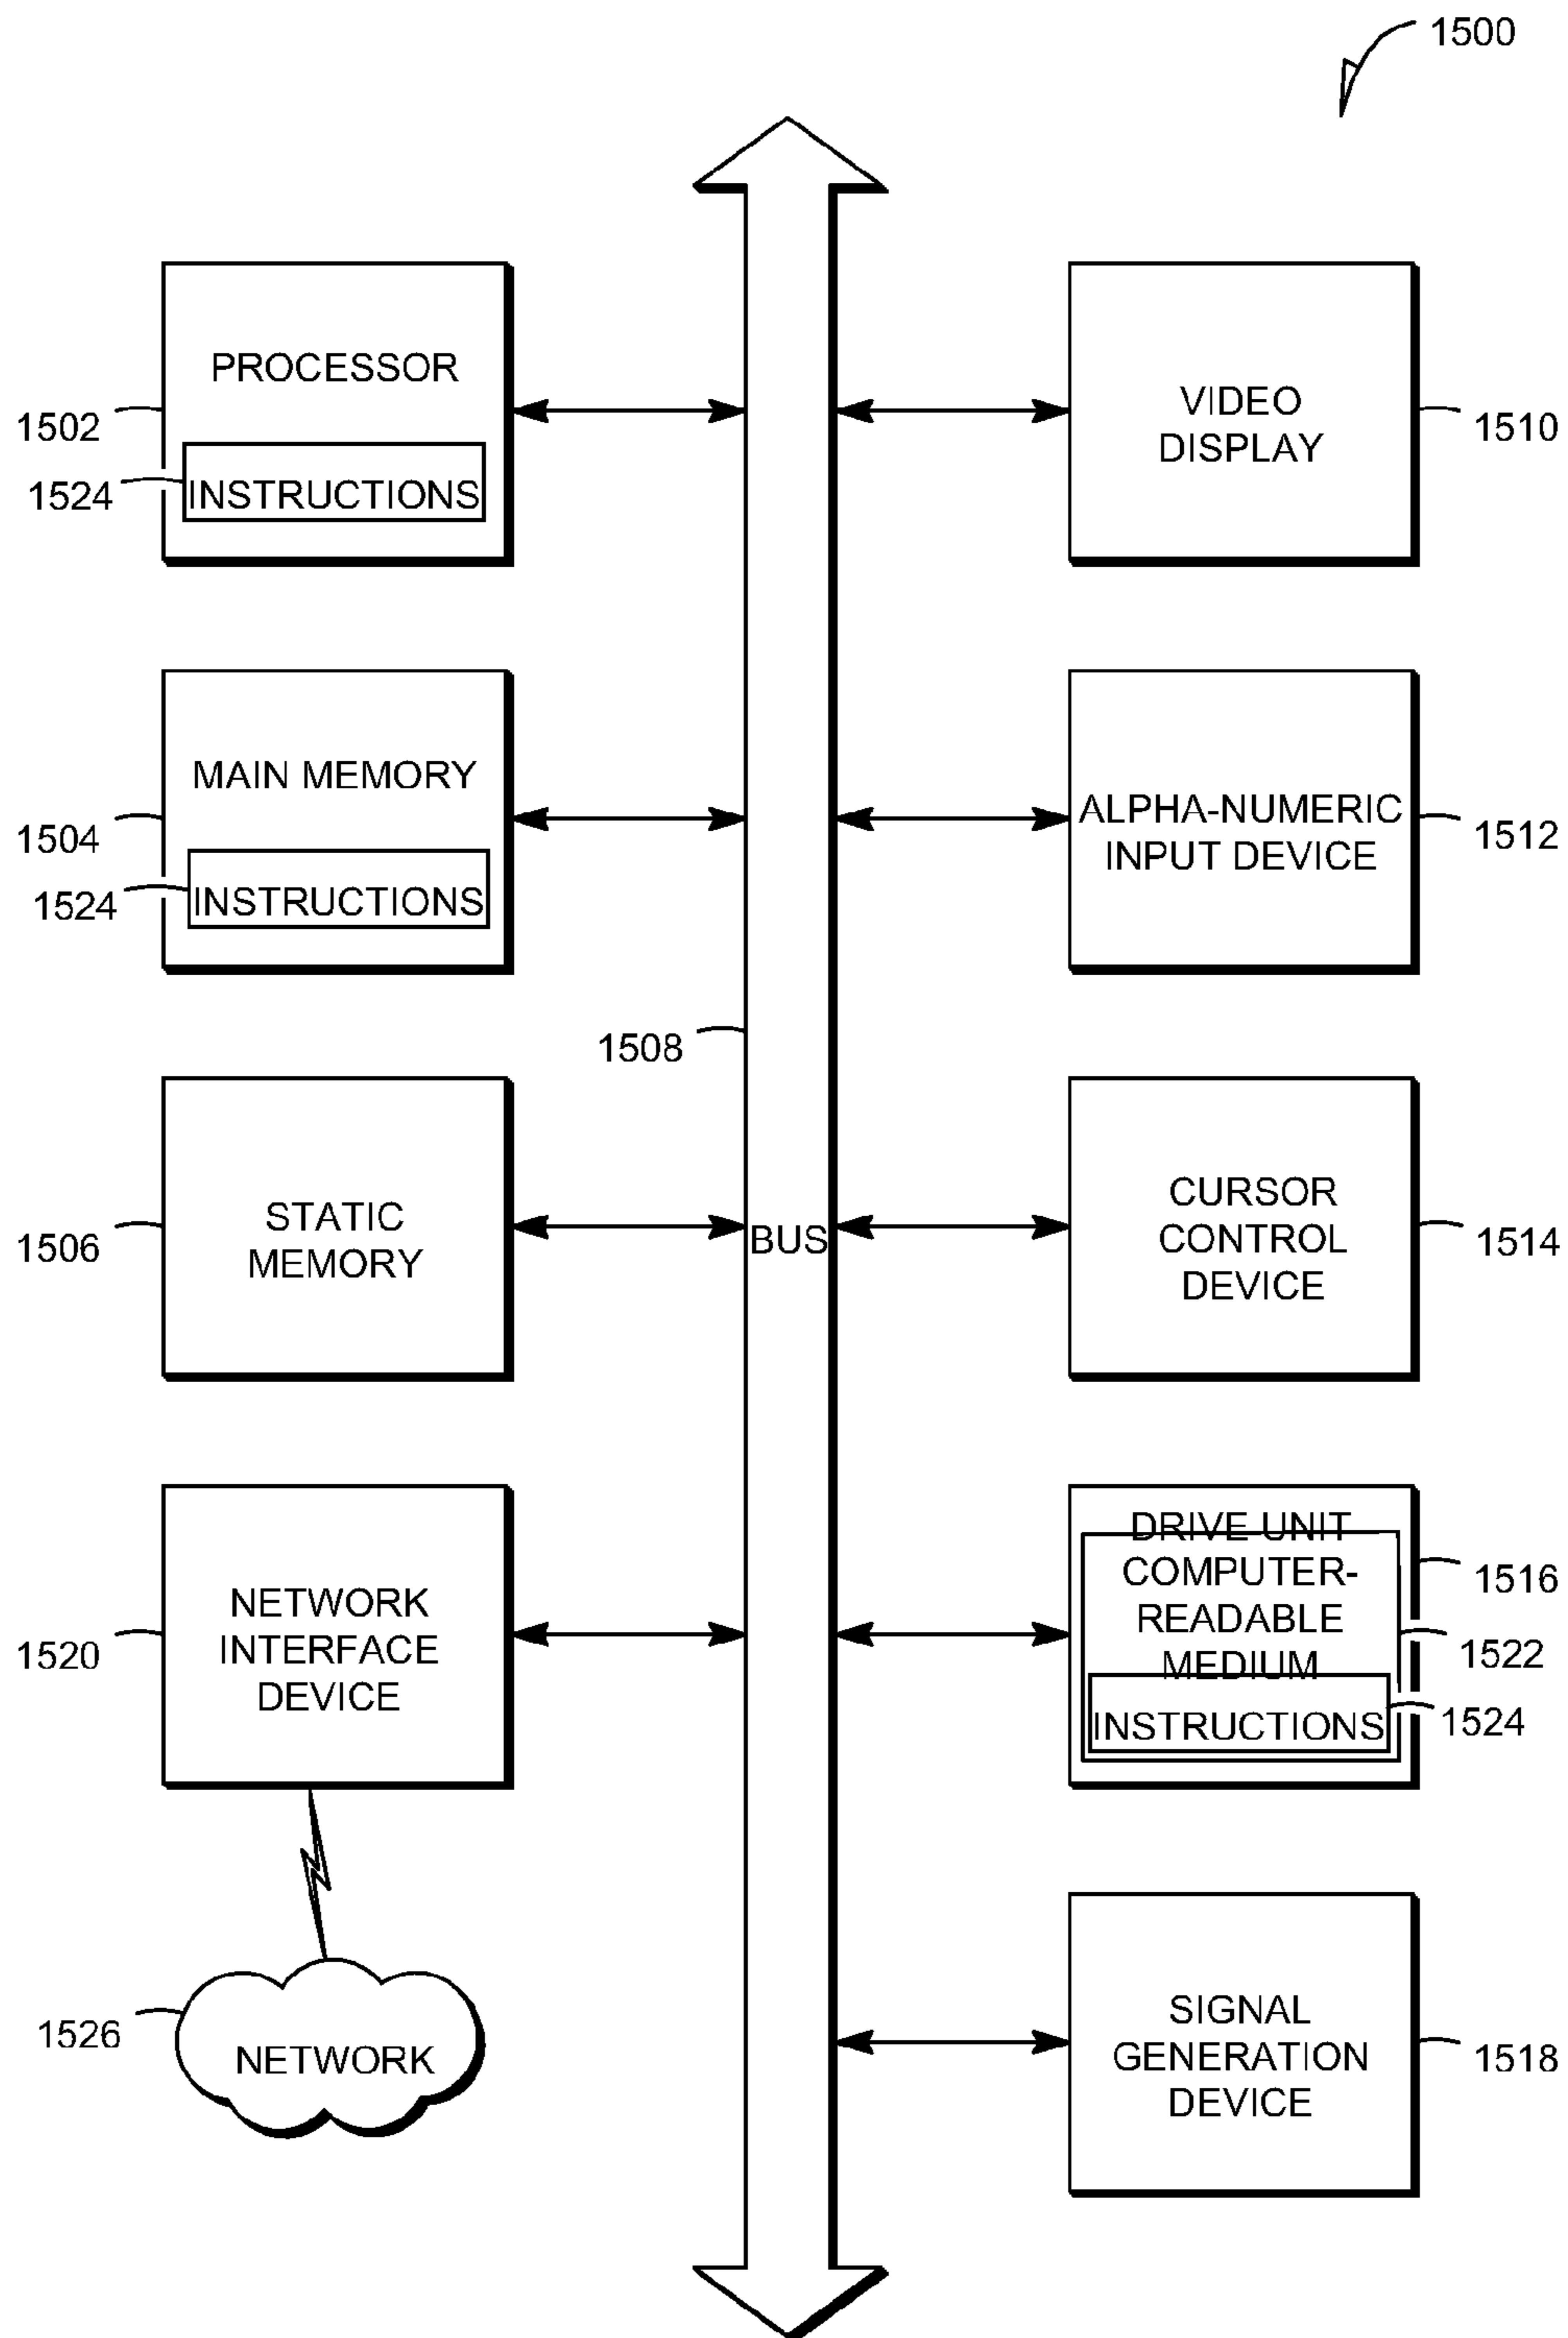 1500
PROCESSOR
1502
1524
INSTRUCTIONS
VIDEO
DISPLAY
1510
MAIN MEMORY
1504
1524
INSTRUCTIONS
ALPHA-NUMERIC
INPUT DEVICE
1512
1508
BUS
STATIC
MEMORY
1506
CURSOR
CONTROL
DEVICE
1514
NETWORK
INTERFACE
DEVICE
1520
DRIVE UNIT
COMPUTER-
READABLE
MEDIUM
INSTRUCTIONS
1516
1522
1524
1526
NETWORK
SIGNAL
GENERATION
DEVICE
1518